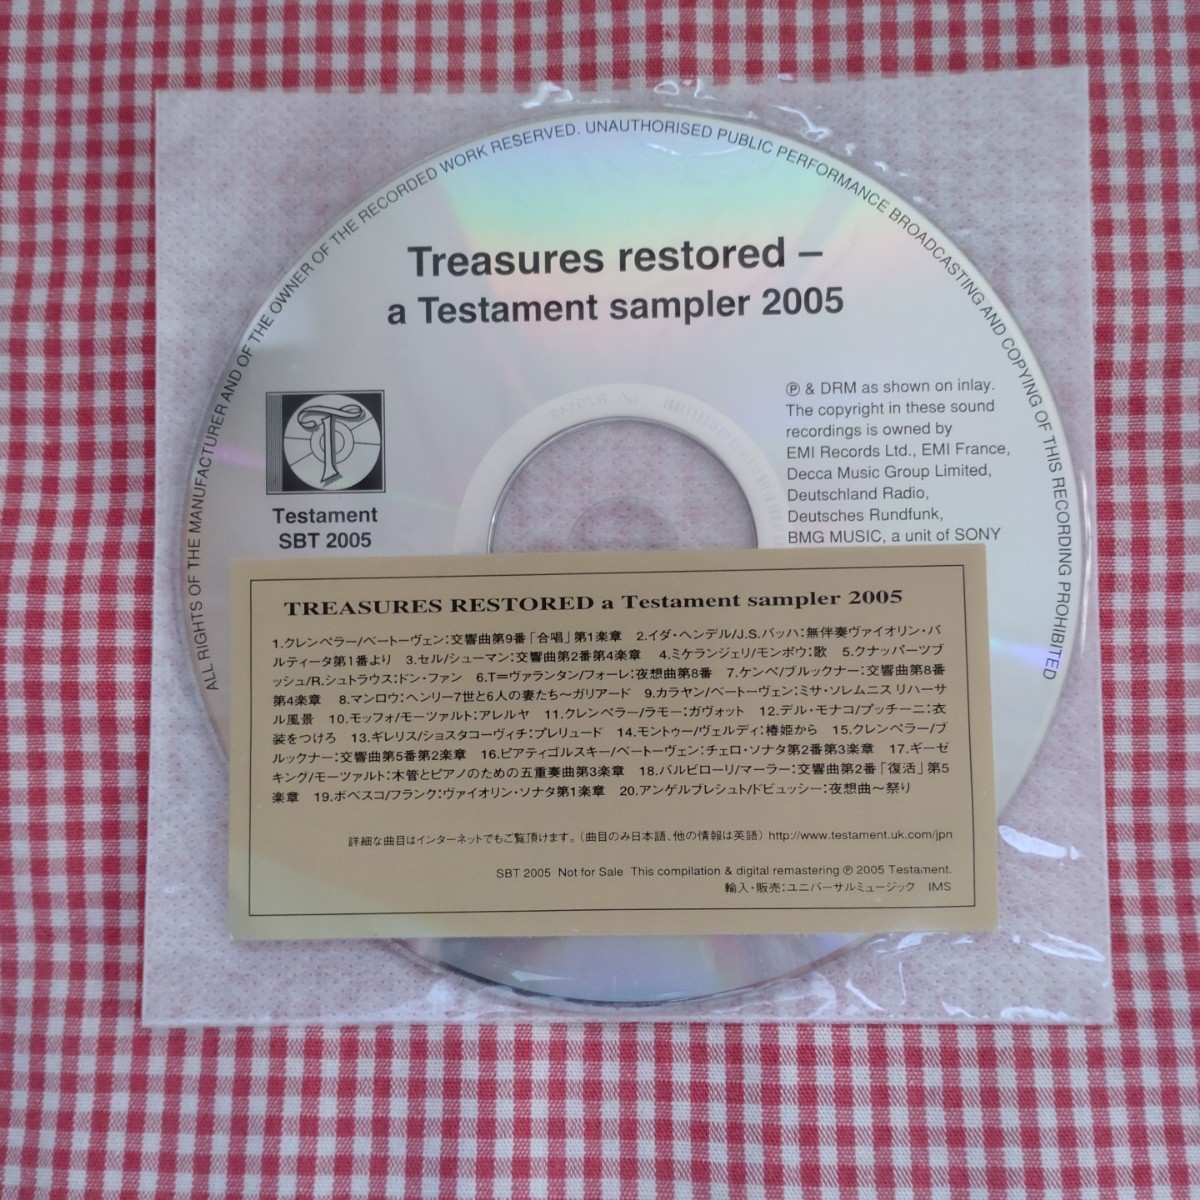 ALL RIGHTS OF THE MANUFACTURER AND OF THE OWNER OF THE RECORDED WORK RESERVED. UNAUTHORISED PUBLIC PERFORMANCE BROADCASTING AND COPYING OF THIS RECORDING PROHIBITED
Treasures restored –
a Testament sampler 2005
T
Testament
SBT 2005
℗ & DRM as shown on inlay.
The copyright in these sound
recordings is owned by
EMI Records Ltd., EMI France,
Decca Music Group Limited,
Deutschland Radio,
Deutsches Rundfunk,
BMG MUSIC, a unit of SONY
TREASURES RESTORED a Testament sampler 2005
1.クレンペラー/ベートーヴェン:交響曲第9番「合唱」第1楽章 2.イダ・ヘンデル/J.S.バッハ:無伴奏ヴァイオリン・パ
ルティータ第1番より 3.セル/シューマン:交響曲第2番第4楽章 4.ミケランジェリ/モンポウ:歌 5.クナッパーツブ
ッシュ/R.シュトラウス:ドン・ファン 6.T=ヴァランタン/フォーレ:夜想曲第8番 7.ケンペ/ブルックナー:交響曲第8番
第4楽章 8.マンロウ:ヘンリー7世と6人の妻たち〜ガリアード 9.カラヤン/ベートーヴェン:ミサ・ソレムニス リハーサ
ル風景 10.モッフォ/モーツァルト:アレルヤ 11.クレンペラー/ラモー:ガヴォット 12.デル・モナコ/プッチーニ:衣
装をつけろ 13.ギレリス/ショスタコーヴィチ:プレリュード 14.モントゥー/ヴェルディ:椿姫から 15.クレンペラー/ブ
ルックナー:交響曲第5番第2楽章 16.ピアティゴルスキー/ベートーヴェン:チェロ・ソナタ第2番第3楽章 17.ギーゼ
キング/モーツァルト:木管とピアノのための五重奏曲第3楽章 18.バルビローリ/マーラー:交響曲第2番「復活」第5
楽章 19.ボベスコ/フランク:ヴァイオリン・ソナタ第1楽章 20.アンゲルブレシュト/ドビュッシー:夜想曲〜祭り
詳細な曲目はインターネットでもご覧頂けます。(曲目のみ日本語、他の情報は英語) http://www.testament.uk.com/jpn
SBT 2005 Not for Sale This compilation & digital remastering ℗ 2005 Testament.
輸入・販売:ユニバーサルミュージック IMS